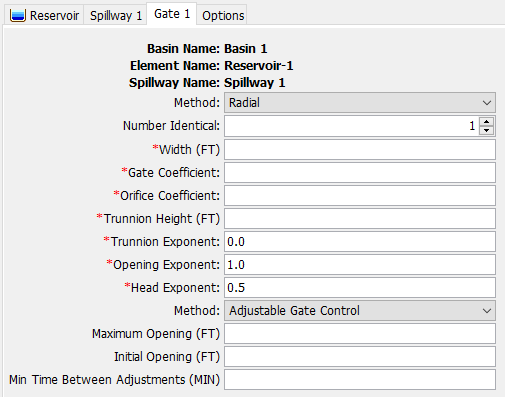 Reservoir Spillway 1 Gate 1 Options
Basin Name: Basin 1
Element Name: Reservoir-1
Spillway Name: Spillway 1
Method: Radial
Number Identical: 1
*Width (FT)
*Gate Coefficient:
*Orifice Coefficient:
*Trunnion Height (FT)
*Trunnion Exponent: 0.0
*Opening Exponent: 1.0
*Head Exponent: 0.5
Method: Adjustable Gate Control
Maximum Opening (FT)
Initial Opening (FT)
Min Time Between Adjustments (MIN)